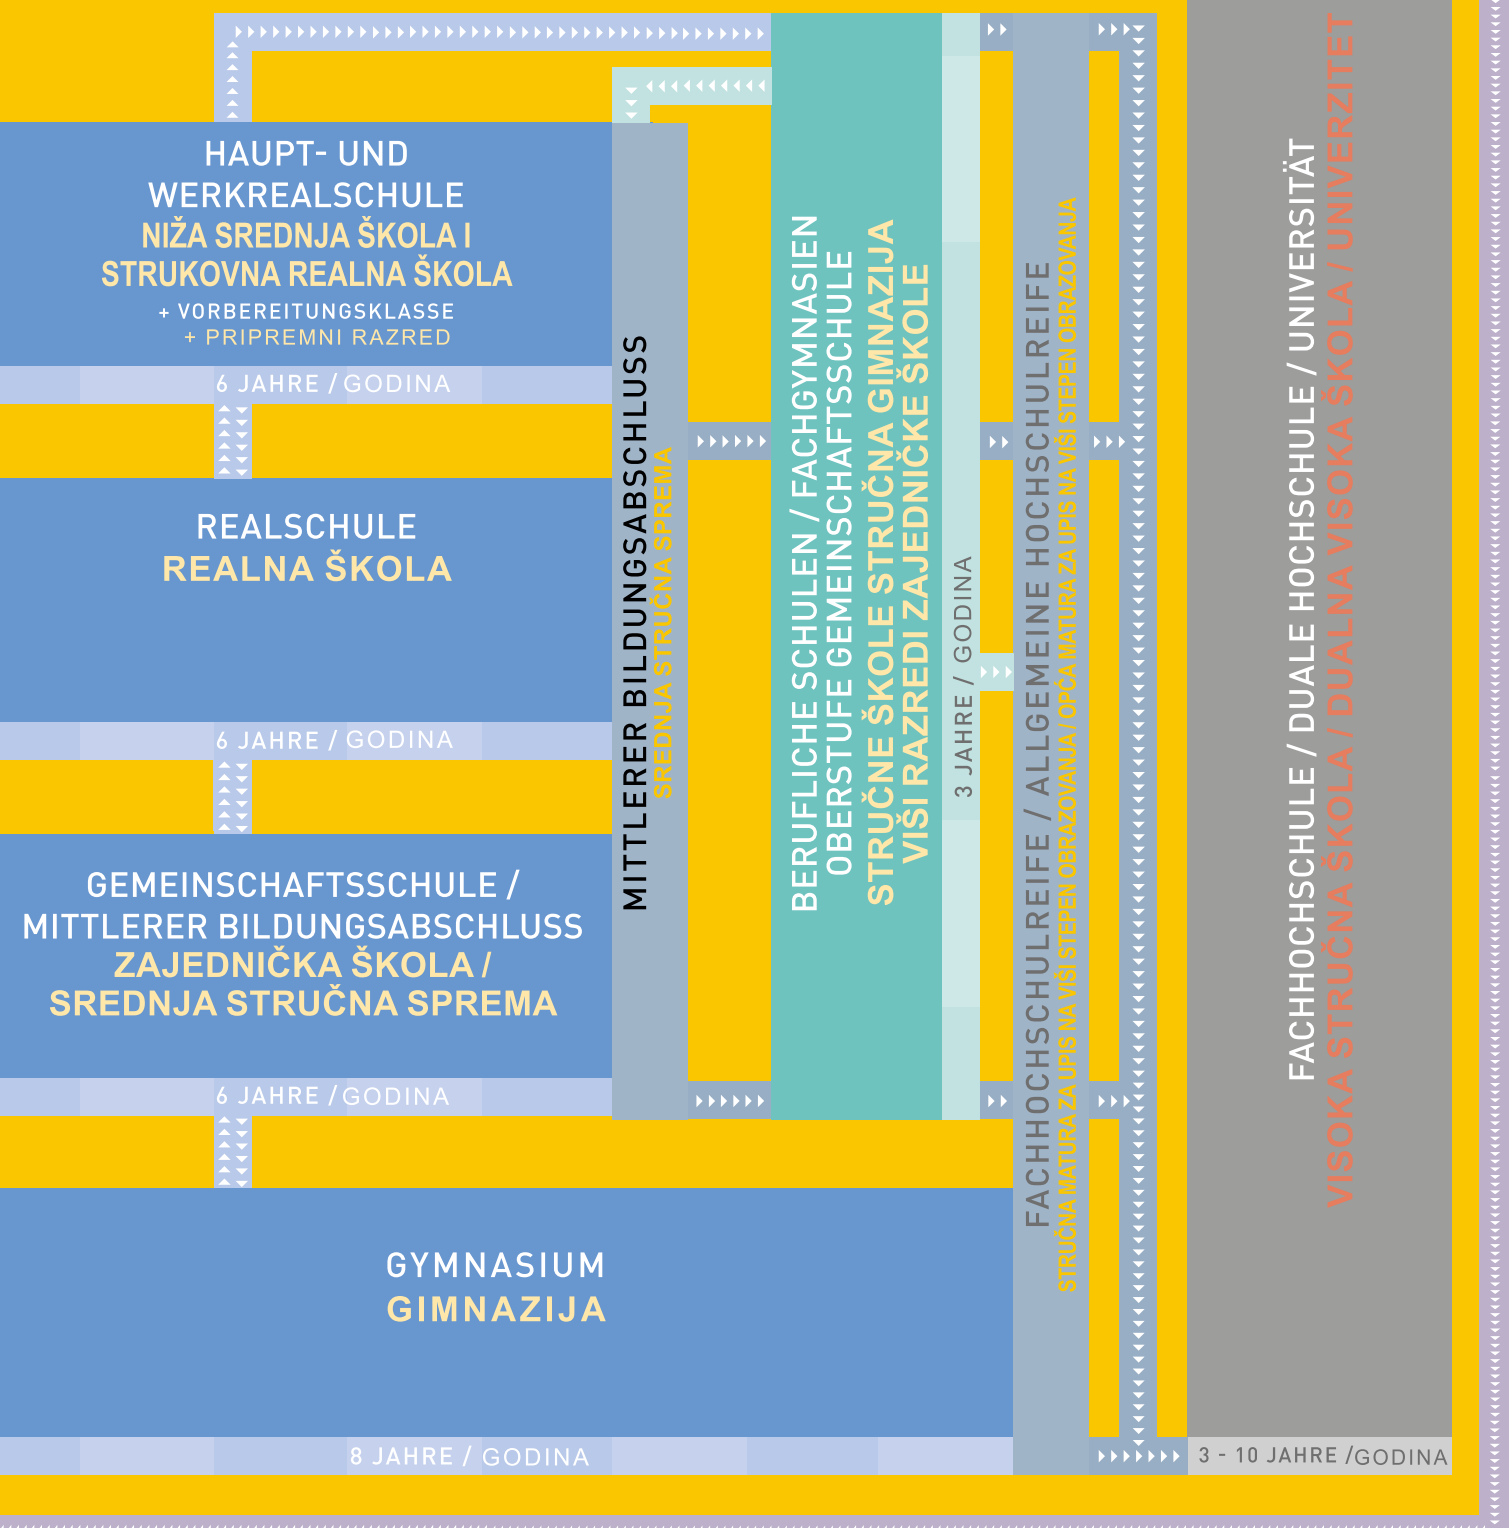 HAUPT- UND
WERKREALSCHULE
NIŽA SREDNJA ŠKOLA I
STRUKOVNA REALNA ŠKOLA
+ VORBEREITUNGSKLASSE
+ PRIPREMNI RAZRED
6 JAHRE / GODINA
REALSCHULE
REALNA ŠKOLA
6 JAHRE / GODINA
GEMEINSCHAFTSSCHULE /
MITTLERER BILDUNGSABSCHLUSS
ZAJEDNIČKA ŠKOLA /
SREDNJA STRUČNA SPREMA
6 JAHRE / GODINA
GYMNASIUM
GIMNAZIJA
8 JAHRE / GODINA
MITTLERER BILDUNGSABSCHLUSS
SREDNJA STRUČNA SPREMA
BERUFLICHE SCHULEN / FACHGYMNASIEN
OBERSTUFE GEMEINSCHAFTSSCHULE
STRUČNE ŠKOLE STRUČNA GIMNAZIJA
VIŠI RAZREDI ZAJEDNIČKE ŠKOLE
3 JAHRE / GODINA
FACHHOCHSCHULREIFE / ALLGEMEINE HOCHSCHULREIFE
STRUČNA MATURA ZA UPIS NA VIŠI STEPEN OBRAZOVANJA / OPĆA MATURA ZA UPIS NA VIŠI STEPEN OBRAZOVANJA
FACHHOCHSCHULE / DUALE HOCHSCHULE / UNIVERSITÄT
VISOKA STRUČNA ŠKOLA / DUALNA VISOKA ŠKOLA / UNIVERZITET
3 - 10 JAHRE /GODINA